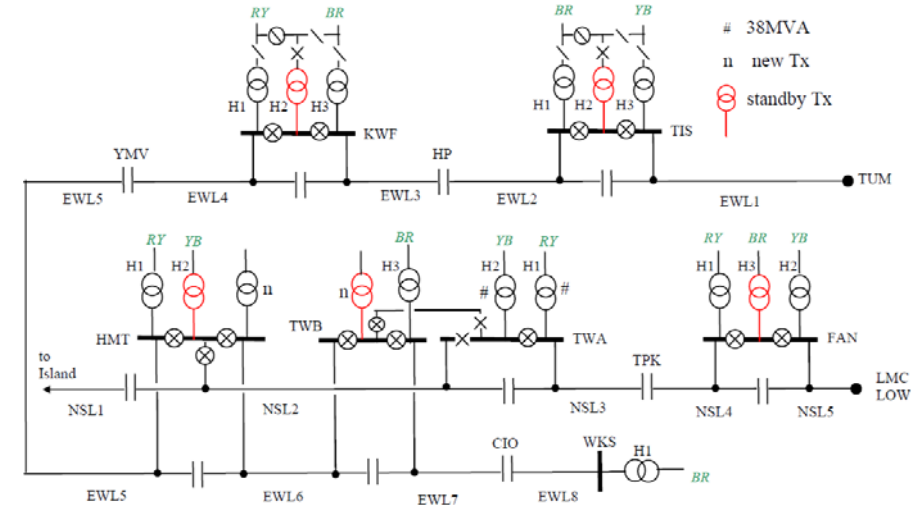 RY BR BR YB # 38MVA
n new Tx
H1 H2 H3 H1 H2 H3 standby Tx
KWF TIS
YMV HP
EWL5 EWL4 EWL3 EWL2 EWL1 TUM
RY YB BR YB RY RY BR YB
H1 H2 n n H3 H2 H1 H1 H3 H2
# #
HMT TWB TWA FAN
to
Island
TPK
LMC
LOW
NSL1 NSL2 NSL3 NSL4 NSL5
CIO WKS H1
BR
EWL5 EWL6 EWL7 EWL8